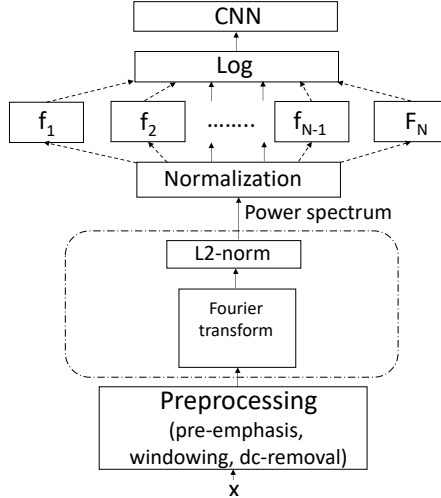 CNN
Log
f1 f2 ........ fN-1 FN
Normalization
Power spectrum
L2-norm
Fourier
transform
Preprocessing
(pre-emphasis,
windowing, dc-removal)
x